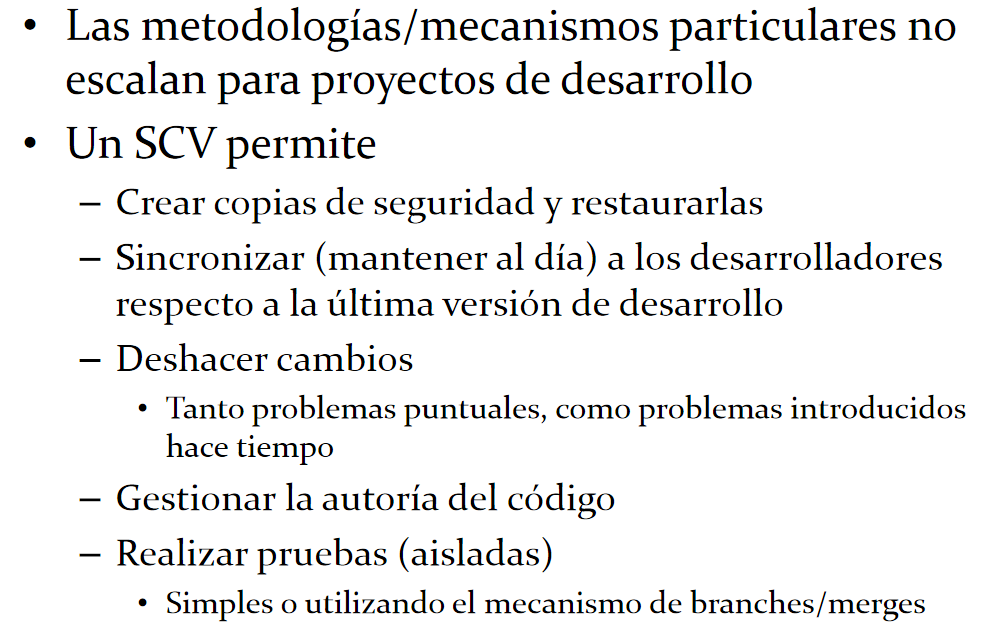 • Las metodologías/mecanismos particulares no
escalan para proyectos de desarrollo
• Un SCV permite
– Crear copias de seguridad y restaurarlas
– Sincronizar (mantener al día) a los desarrolladores
respecto a la última versión de desarrollo
– Deshacer cambios
• Tanto problemas puntuales, como problemas introducidos
hace tiempo
– Gestionar la autoría del código
– Realizar pruebas (aisladas)
• Simples o utilizando el mecanismo de branches/merges